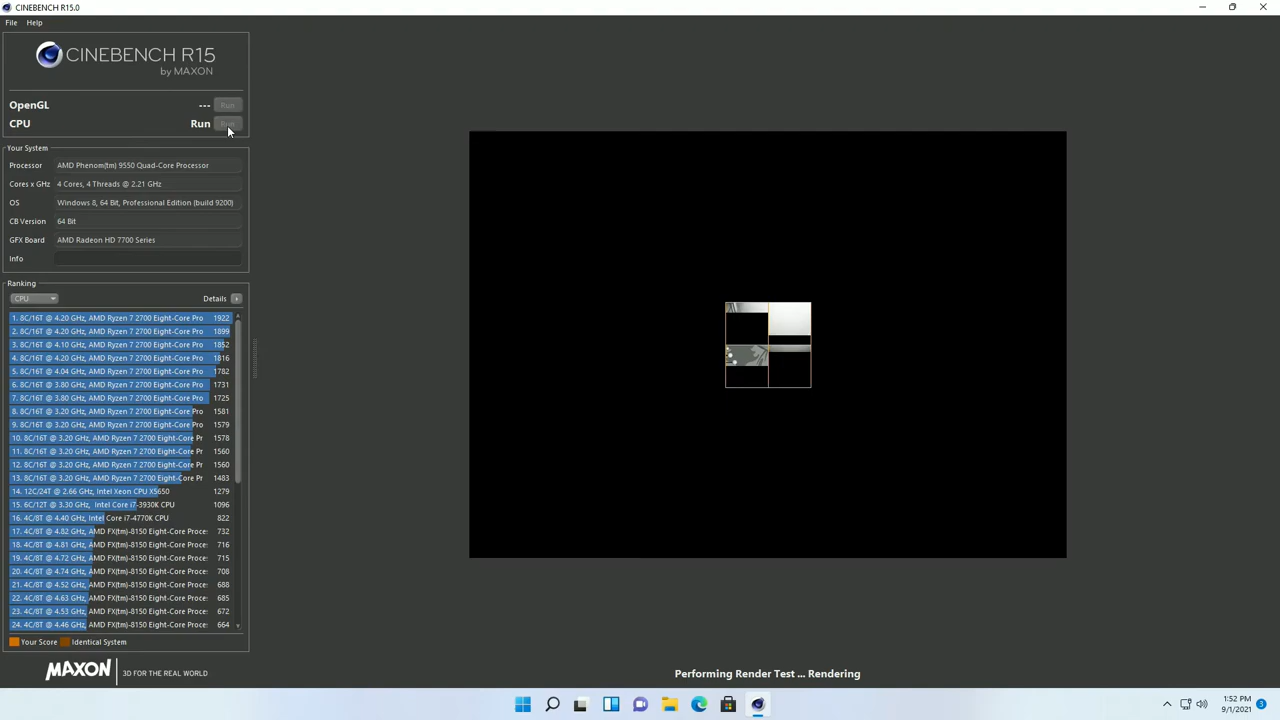 CINEBENCH R15.0
File Help
CINEBENCH R15
by MAXON
OpenGL --- Run
CPU Run Run
Your System
Processor AMD Phenom(tm) 9550 Quad-Core Processor
Cores x GHz 4 Cores, 4 Threads @ 2.21 GHz
OS Windows 8, 64 Bit, Professional Edition (build 9200)
CB Version 64 Bit
GFX Board AMD Radeon HD 7700 Series
Info
Ranking
CPU Details +
1. 8C/16T @ 4.20 GHz, AMD Ryzen 7 2700 Eight-Core Pro 1922
2. 8C/16T @ 4.20 GHz, AMD Ryzen 7 2700 Eight-Core Pro 1899
3. 8C/16T @ 4.10 GHz, AMD Ryzen 7 2700 Eight-Core Pro 1852
4. 8C/16T @ 4.20 GHz, AMD Ryzen 7 2700 Eight-Core Pro 1816
5. 8C/16T @ 4.04 GHz, AMD Ryzen 7 2700 Eight-Core Pro 1782
6. 8C/16T @ 3.80 GHz, AMD Ryzen 7 2700 Eight-Core Pro 1731
7. 8C/16T @ 3.80 GHz, AMD Ryzen 7 2700 Eight-Core Pro 1725
8. 8C/16T @ 3.20 GHz, AMD Ryzen 7 2700 Eight-Core Pro 1581
9. 8C/16T @ 3.20 GHz, AMD Ryzen 7 2700 Eight-Core Pro 1579
10. 8C/16T @ 3.20 GHz, AMD Ryzen 7 2700 Eight-Core Pr 1578
11. 8C/16T @ 3.20 GHz, AMD Ryzen 7 2700 Eight-Core Pr 1560
12. 8C/16T @ 3.20 GHz, AMD Ryzen 7 2700 Eight-Core Pr 1560
13. 8C/16T @ 3.20 GHz, AMD Ryzen 7 2700 Eight-Core Pr 1483
14. 12C/24T @ 2.66 GHz, Intel Xeon CPU X5650 1279
15. 6C/12T @ 3.30 GHz, Intel Core i7-3930K CPU 1096
16. 4C/8T @ 4.40 GHz, Intel Core i7-4770K CPU 822
17. 4C/8T @ 4.82 GHz, AMD FX(tm)-8150 Eight-Core Proce: 732
18. 4C/8T @ 4.81 GHz, AMD FX(tm)-8150 Eight-Core Proce: 716
19. 4C/8T @ 4.72 GHz, AMD FX(tm)-8150 Eight-Core Proce: 715
20. 4C/8T @ 4.74 GHz, AMD FX(tm)-8150 Eight-Core Proce: 708
21. 4C/8T @ 4.52 GHz, AMD FX(tm)-8150 Eight-Core Proce: 688
22. 4C/8T @ 4.63 GHz, AMD FX(tm)-8150 Eight-Core Proce: 685
23. 4C/8T @ 4.53 GHz, AMD FX(tm)-8150 Eight-Core Proce: 672
24. 4C/8T @ 4.46 GHz, AMD FX(tm)-8150 Eight-Core Proce: 664
Your Score Identical System
MAXON 3D FOR THE REAL WORLD
Performing Render Test ... Rendering
1:52 PM
9/1/2021
3